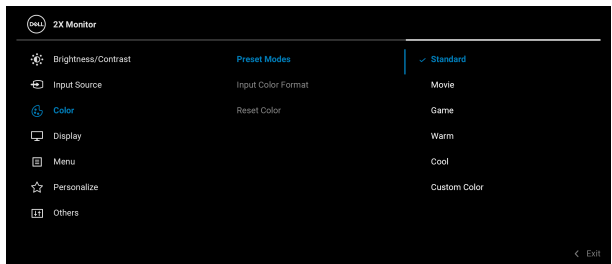 DELL 2X Monitor
Brightness/Contrast Preset Modes Standard
Input Source Input Color Format Movie
Color Reset Color Game
Display Warm
Menu Cool
Personalize Custom Color
Others
Exit